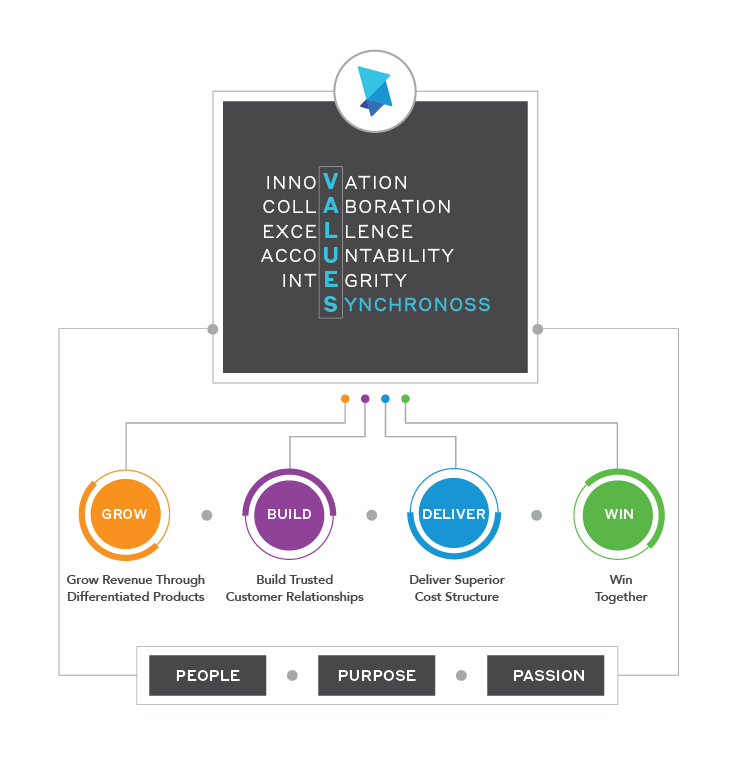 INNOVATION
COLLABORATION
EXCELLENCE
ACCOUNTABILITY
INTEGRITY
SYNCHRONOSS
GROW
BUILD
DELIVER
WIN
Grow Revenue Through
Differentiated Products
Build Trusted
Customer Relationships
Deliver Superior
Cost Structure
Win
Together
PEOPLE
PURPOSE
PASSION